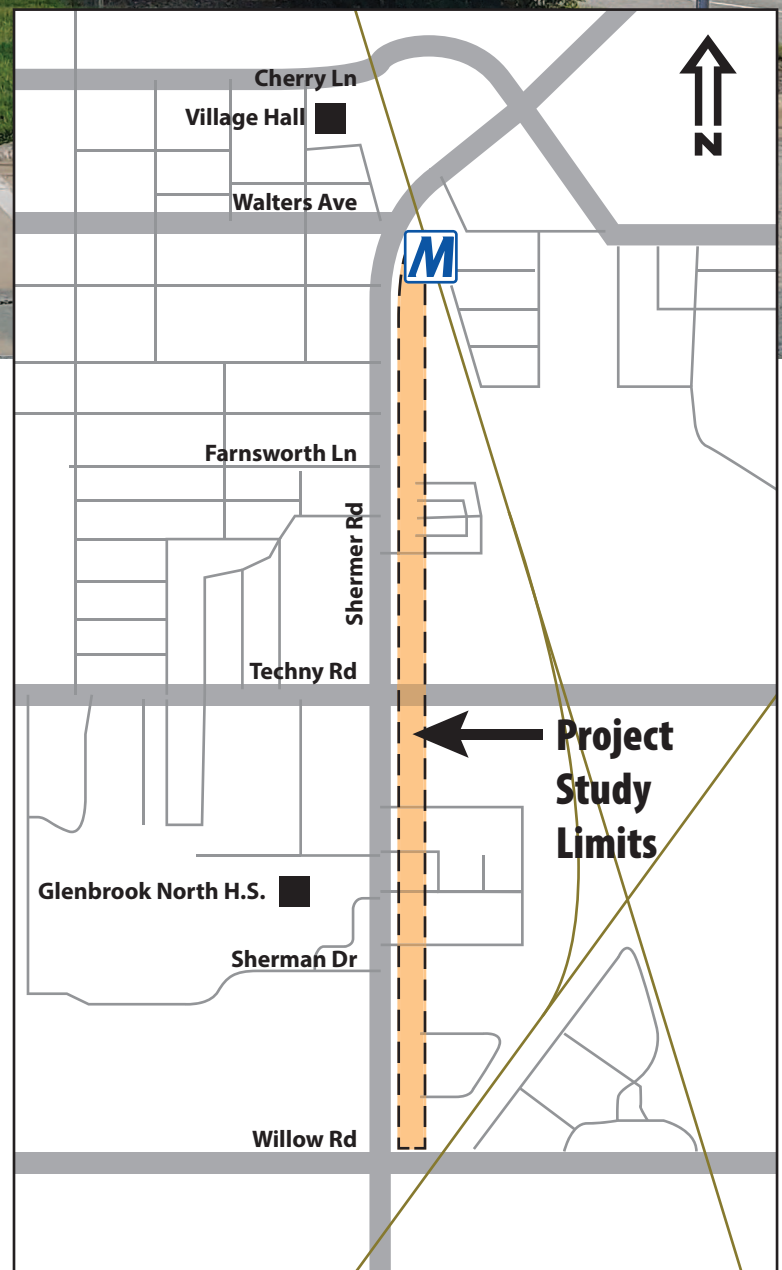 Cherry Ln
Village Hall
N
Walters Ave
M
Farnsworth Ln
Shermer Rd
Techny Rd
Project
Study
Limits
Glenbrook North H.S.
Sherman Dr
Willow Rd